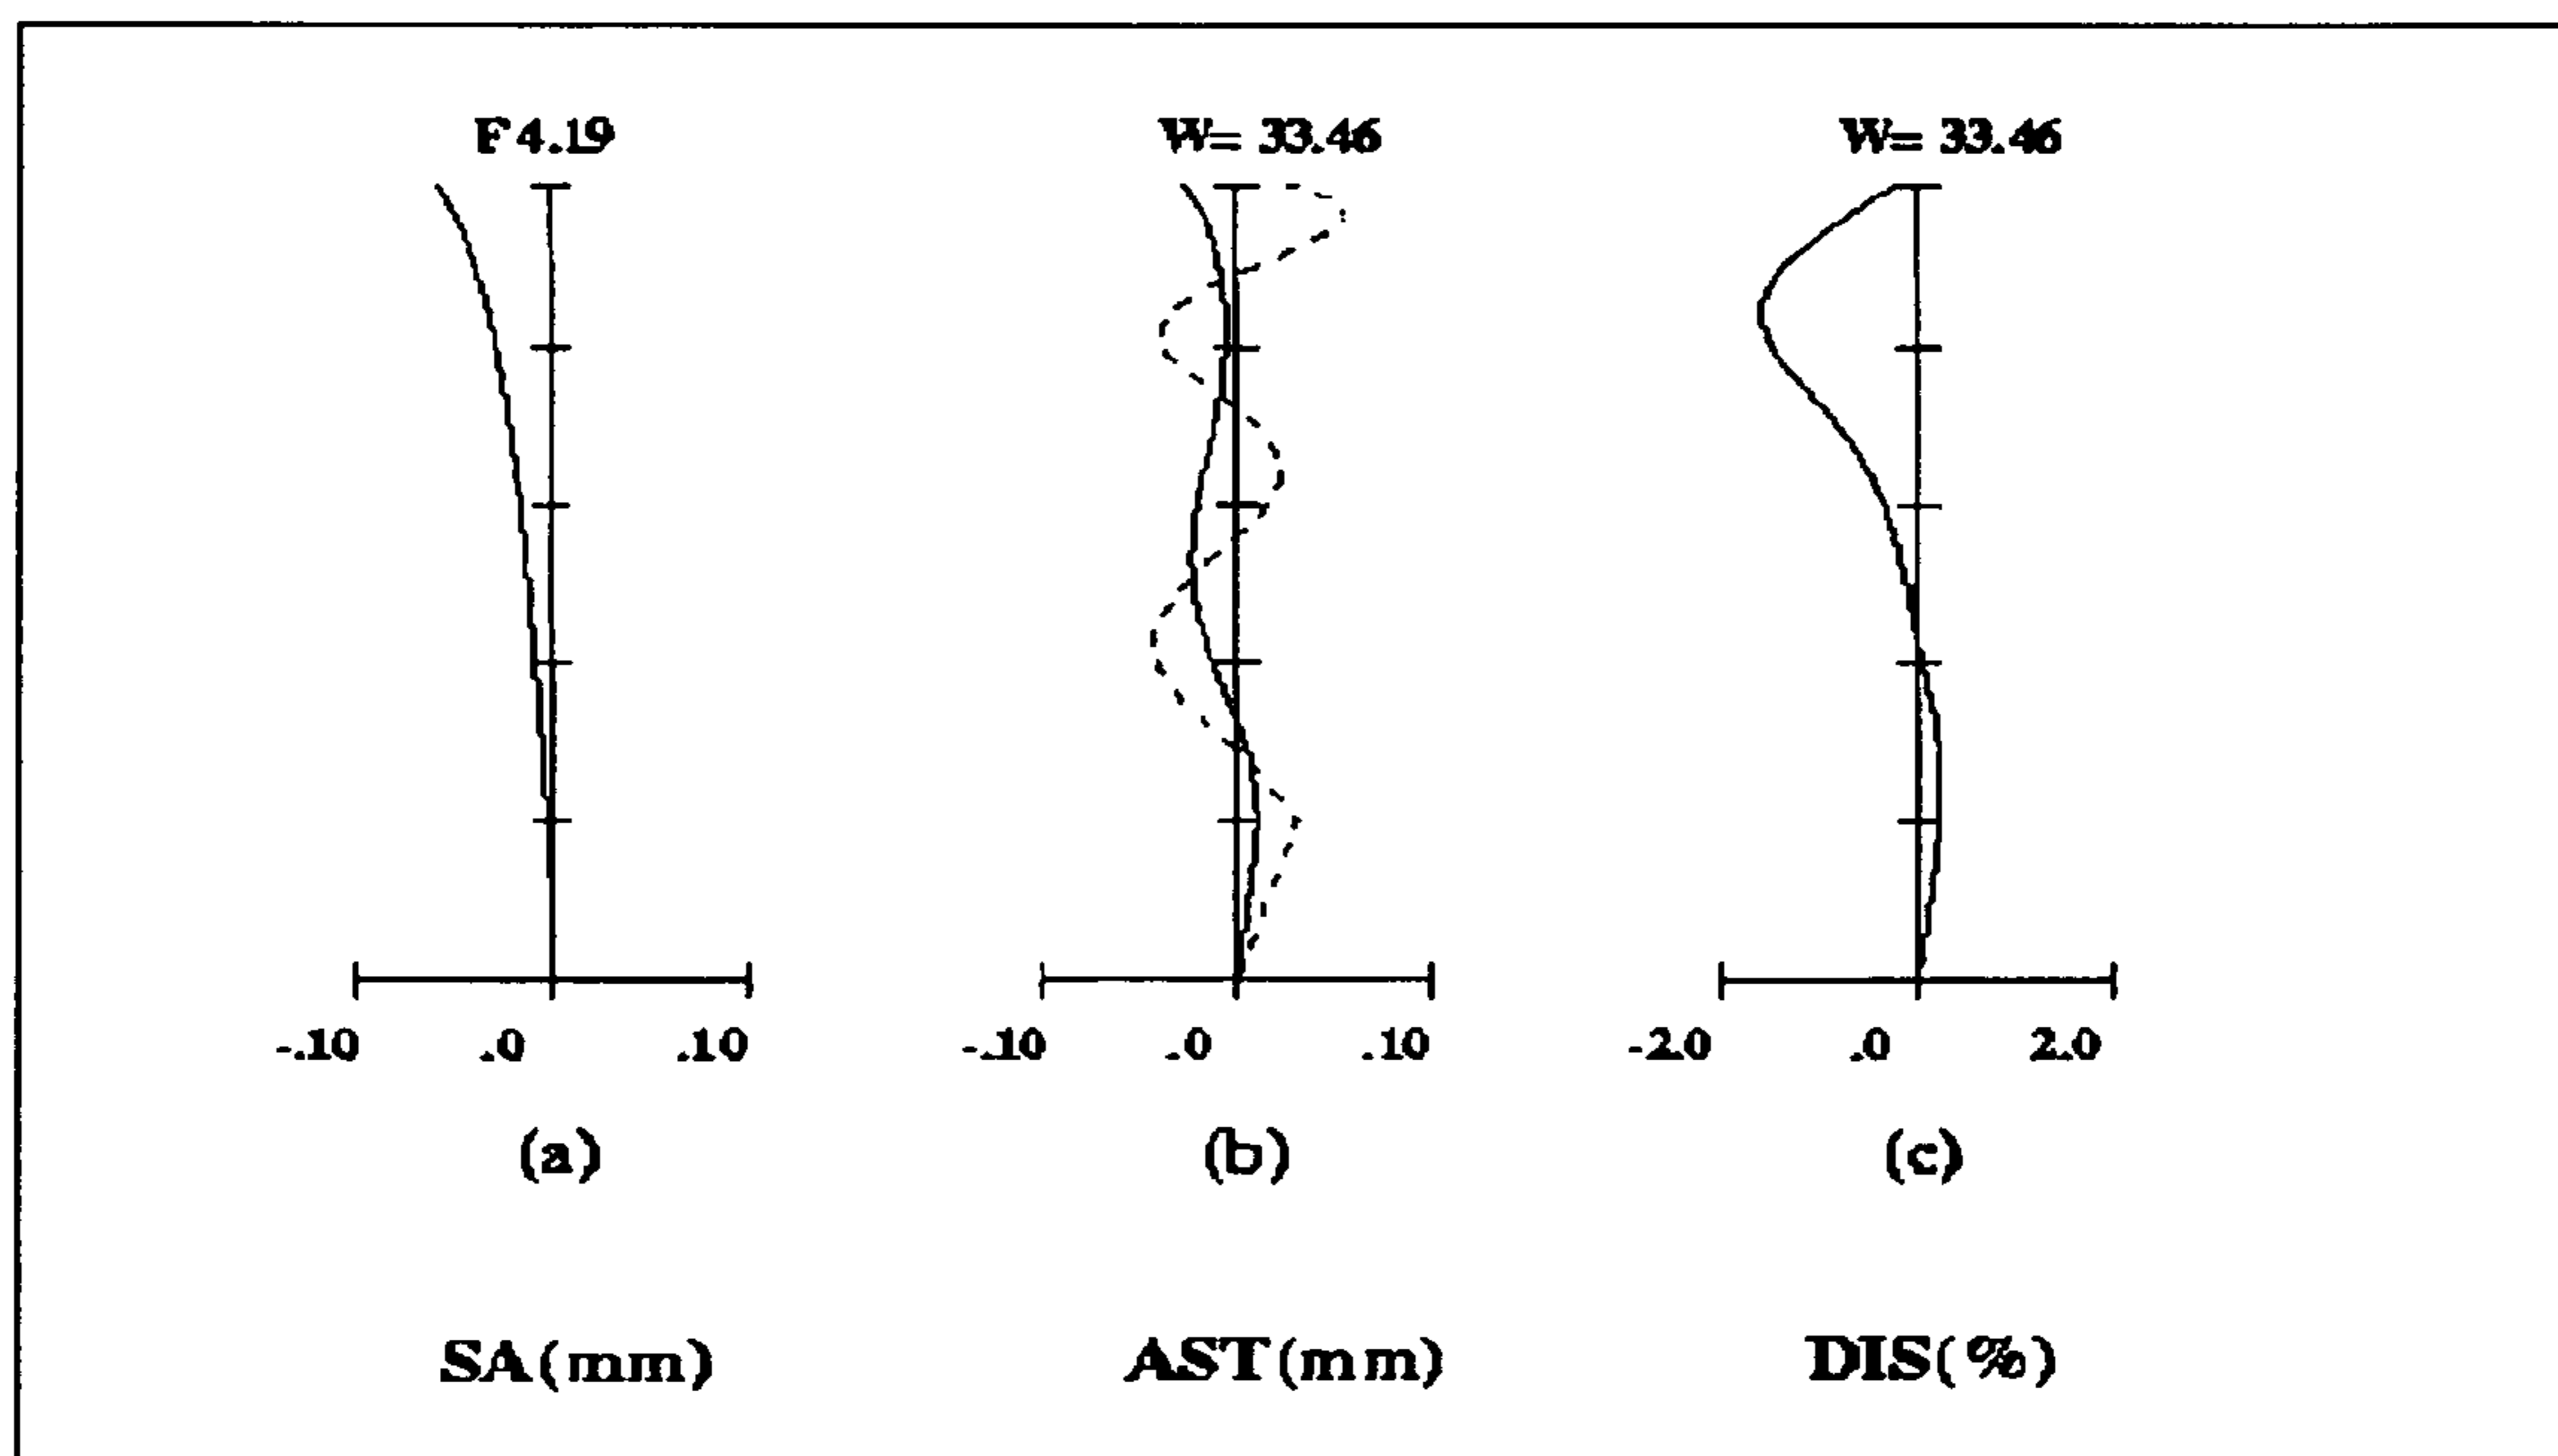 F 4.19
W= 33.46
W= 33.46
-.10 .0 .10
-.10 .0 .10
-2.0 .0 2.0
(a)
(b)
(c)
SA(mm)
AST(mm)
DIS(%)